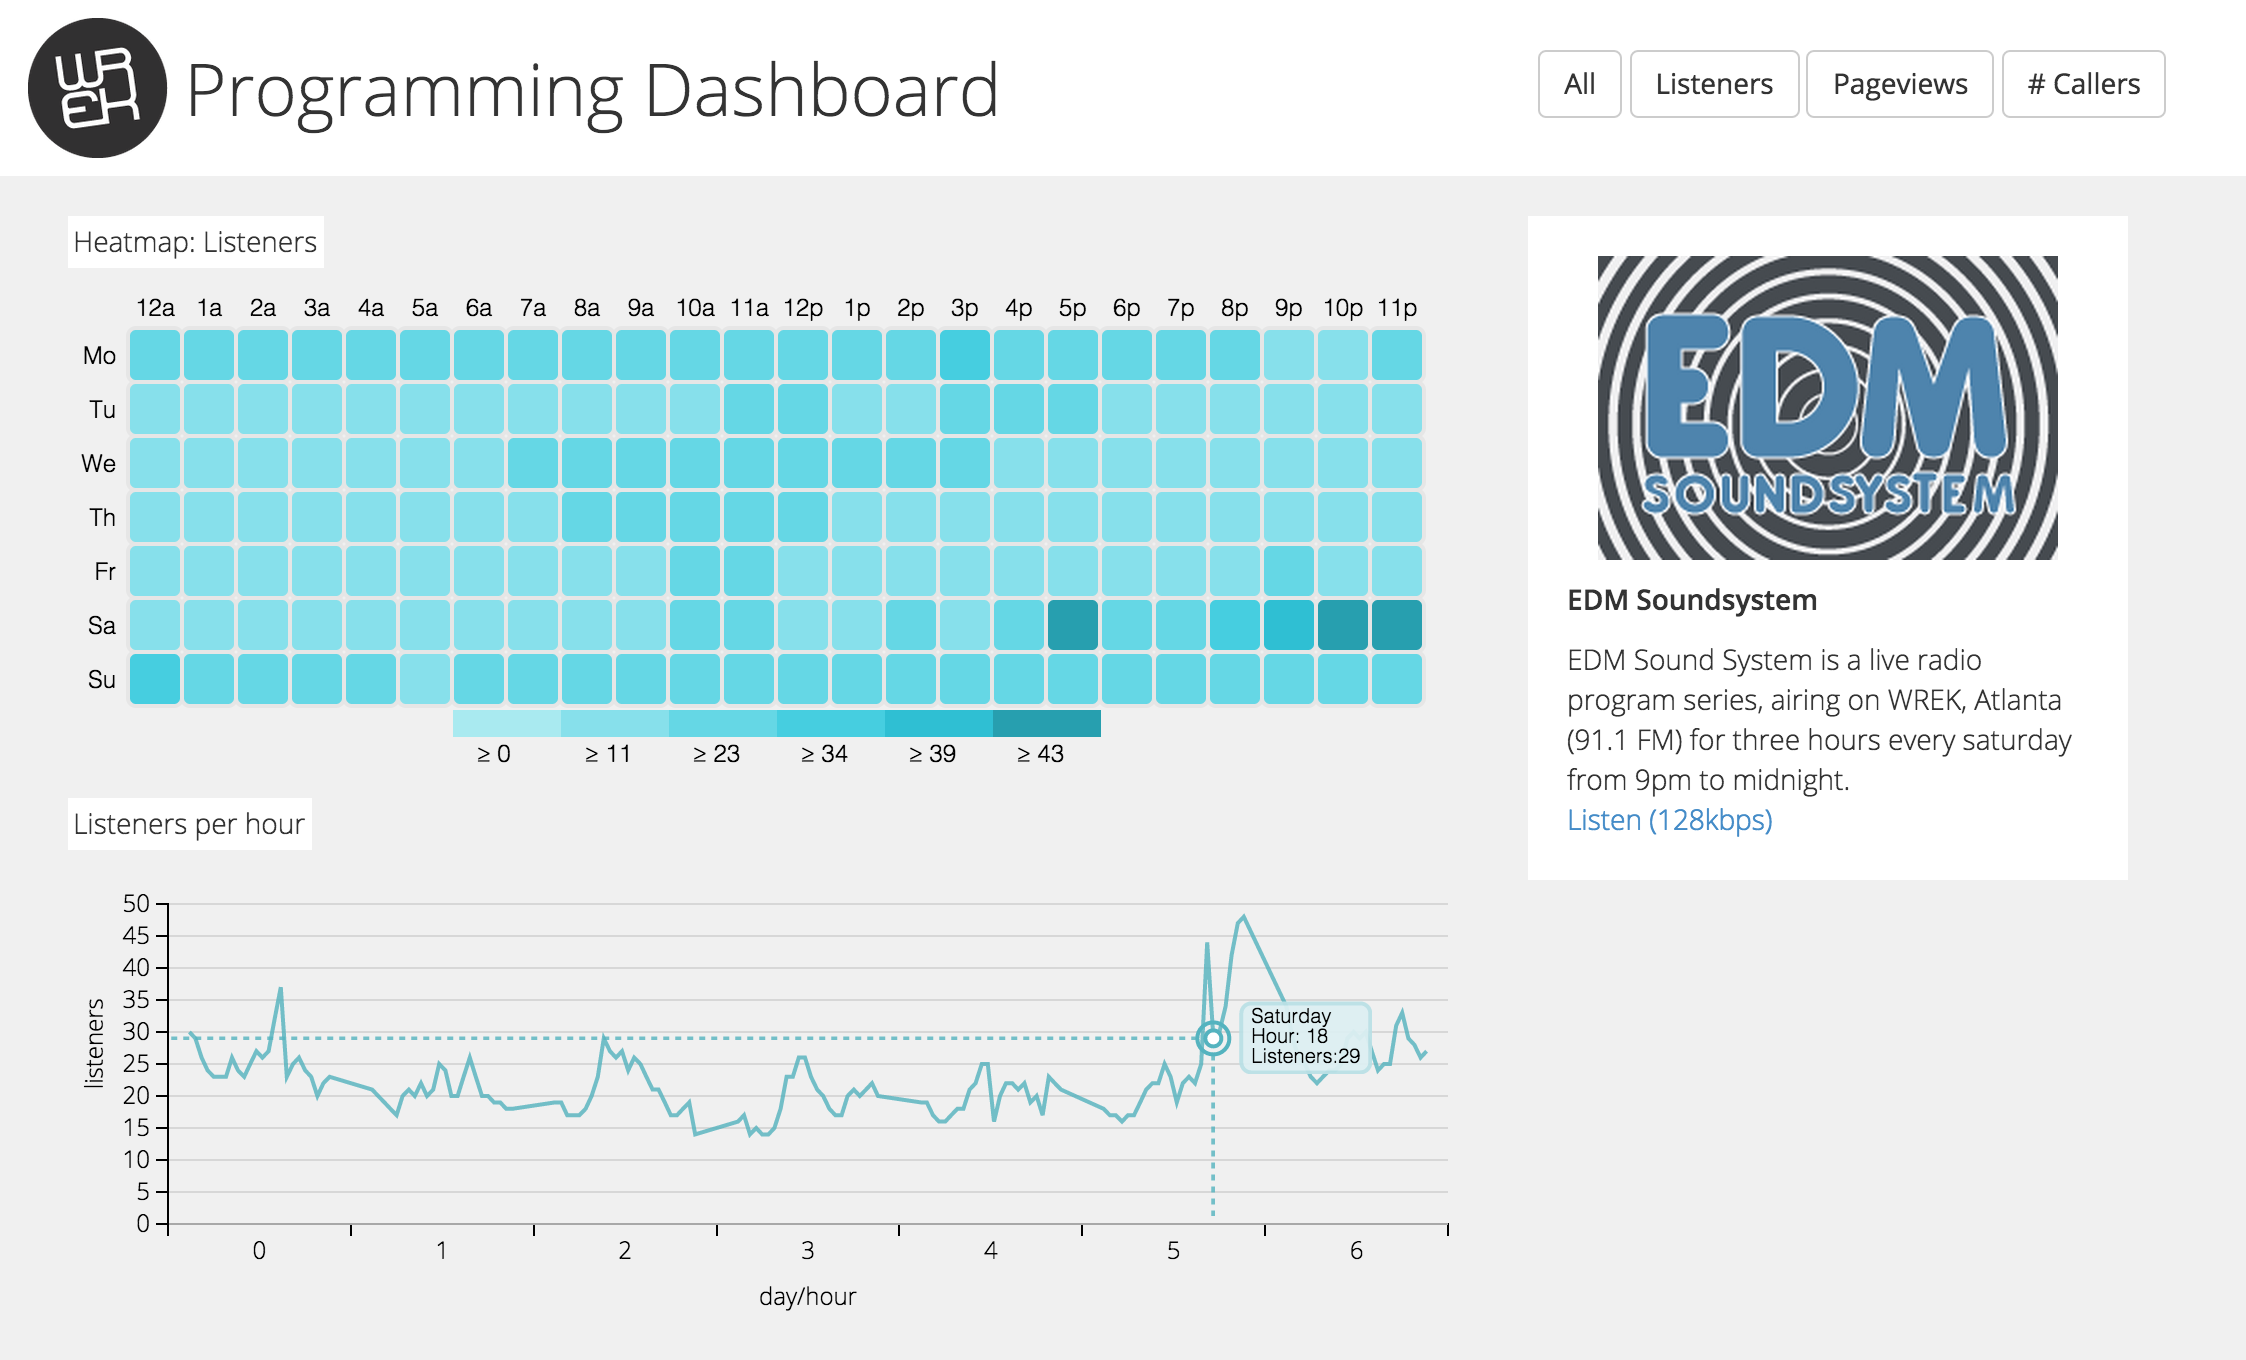 WREK
Programming Dashboard
All
Listeners
Pageviews
# Callers
Heatmap: Listeners
12a 1a 2a 3a 4a 5a 6a 7a 8a 9a 10a 11a 12p 1p 2p 3p 4p 5p 6p 7p 8p 9p 10p 11p
Mo
Tu
We
Th
Fr
Sa
Su
≥ 0 ≥ 11 ≥ 23 ≥ 34 ≥ 39 ≥ 43
EDM
SOUNDSYSTEM
EDM Soundsystem
EDM Sound System is a live radio
program series, airing on WREK, Atlanta
(91.1 FM) for three hours every saturday
from 9pm to midnight.
Listen (128kbps)
Listeners per hour
listeners
50
45
40
35
30
25
20
15
10
5
0
Saturday
Hour: 18
Listeners:29
0 1 2 3 4 5 6
day/hour